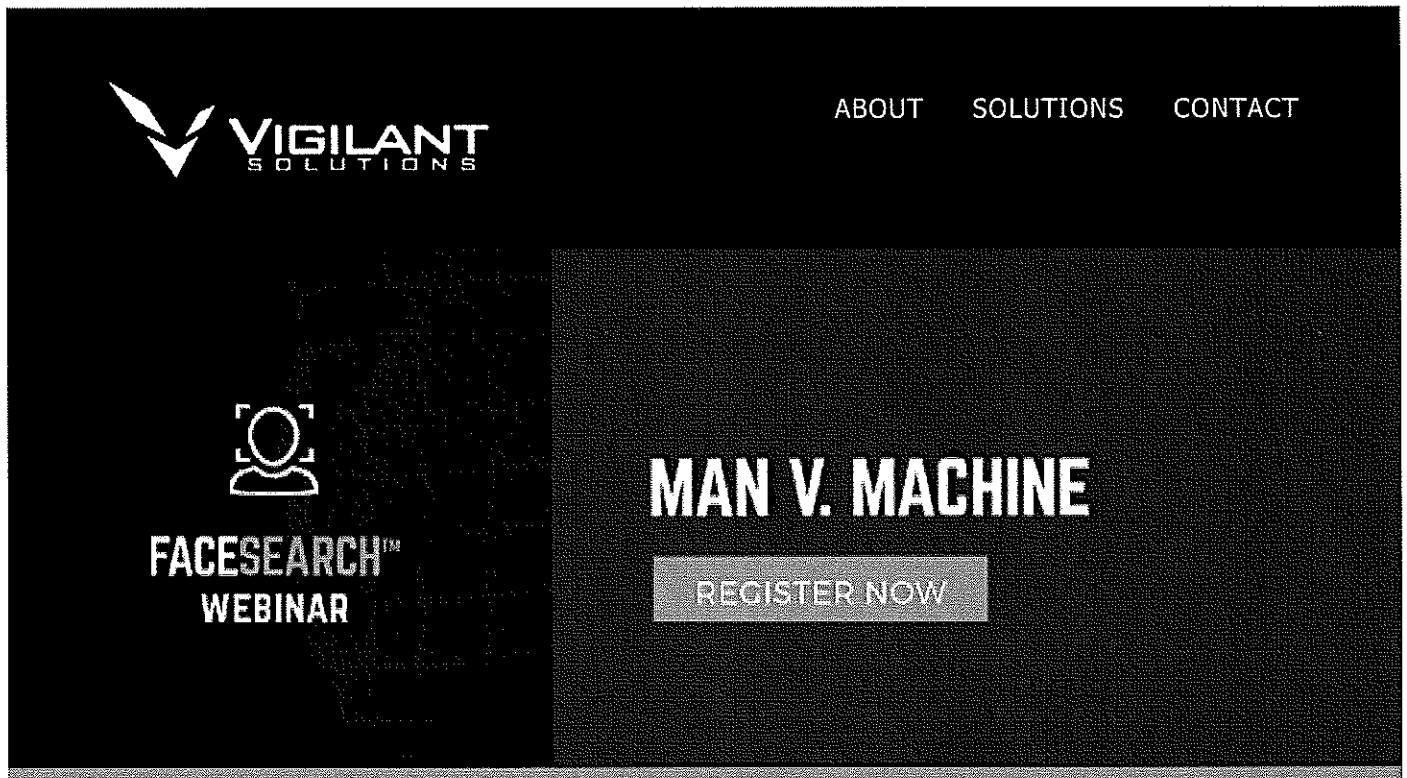 VIGILANT
SOLUTIONS
ABOUT SOLUTIONS CONTACT
FACESEARCH™
WEBINAR
MAN V. MACHINE
REGISTER NOW